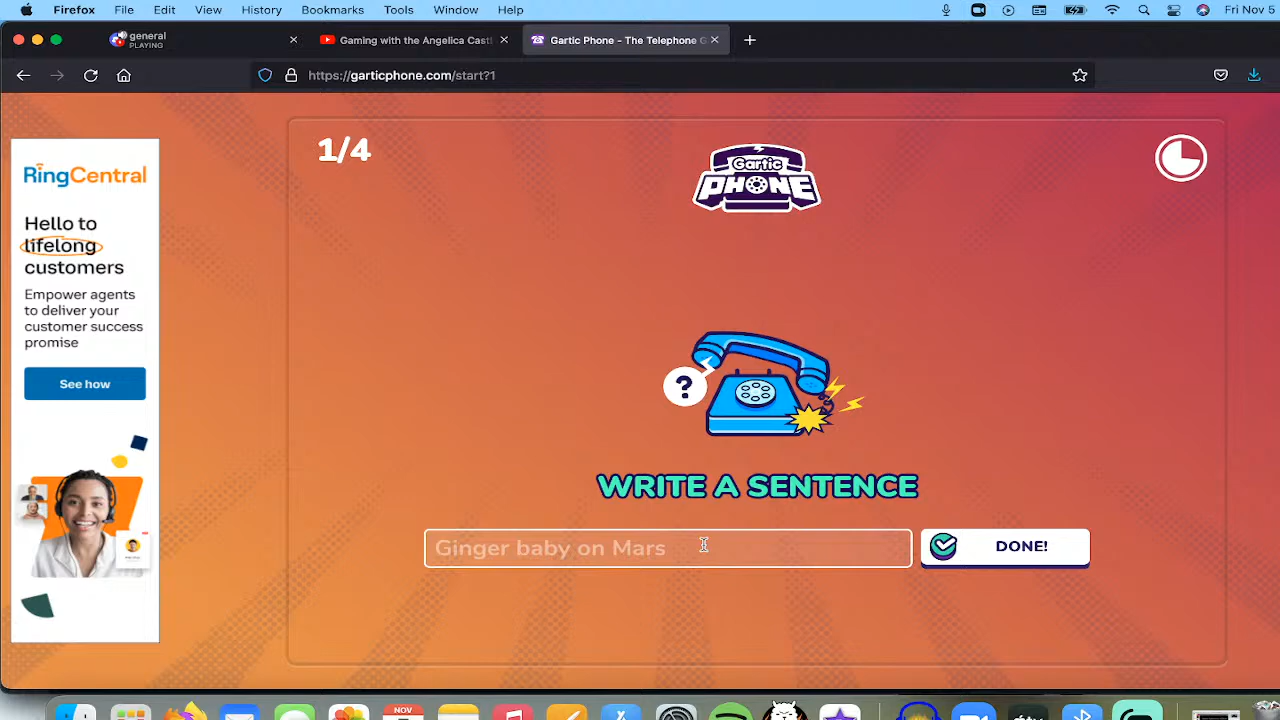 Firefox File Edit View History Bookmarks Tools Window Help Fri Nov 5
general
PLAYING
Gaming with the Angelica Castl
Gartic Phone - The Telephone G
https://garticphone.com/start?1
1/4
Gartic
PHONE
RingCentral
Hello to
lifelong
customers
Empower agents
to deliver your
customer success
promise
See how
?
WRITE A SENTENCE
Ginger baby on Mars
DONE!
NOV